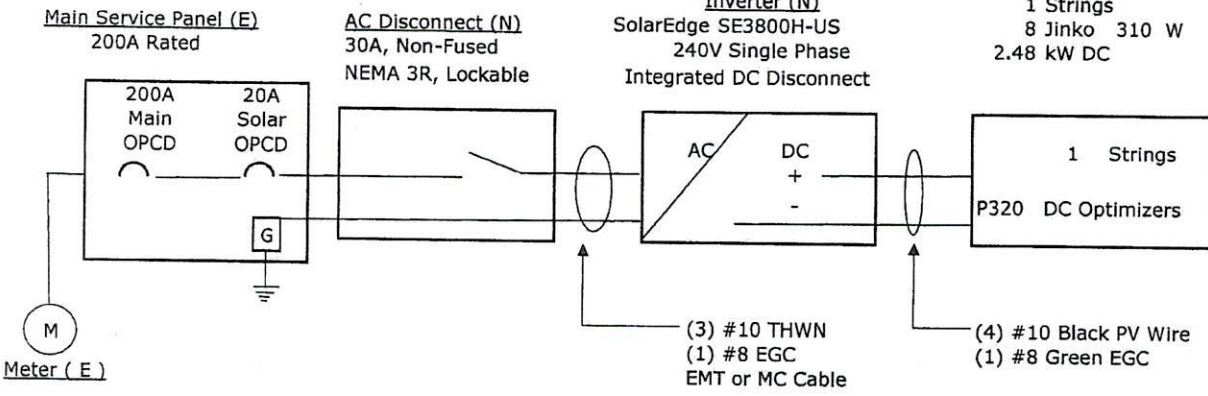 Main Service Panel (E)
200A Rated
AC Disconnect (N)
30A, Non-Fused
NEMA 3R, Lockable
Inverter (N)
SolarEdge SE3800H-US
240V Single Phase
Integrated DC Disconnect
1 Strings
8 Jinko 310 W
2.48 kW DC
200A
Main
OPCD
20A
Solar
OPCD
G
M
Meter ( E )
AC
DC
+
-
1 Strings
P320 DC Optimizers
(3) #10 THWN
(1) #8 EGC
EMT or MC Cable
(4) #10 Black PV Wire
(1) #8 Green EGC